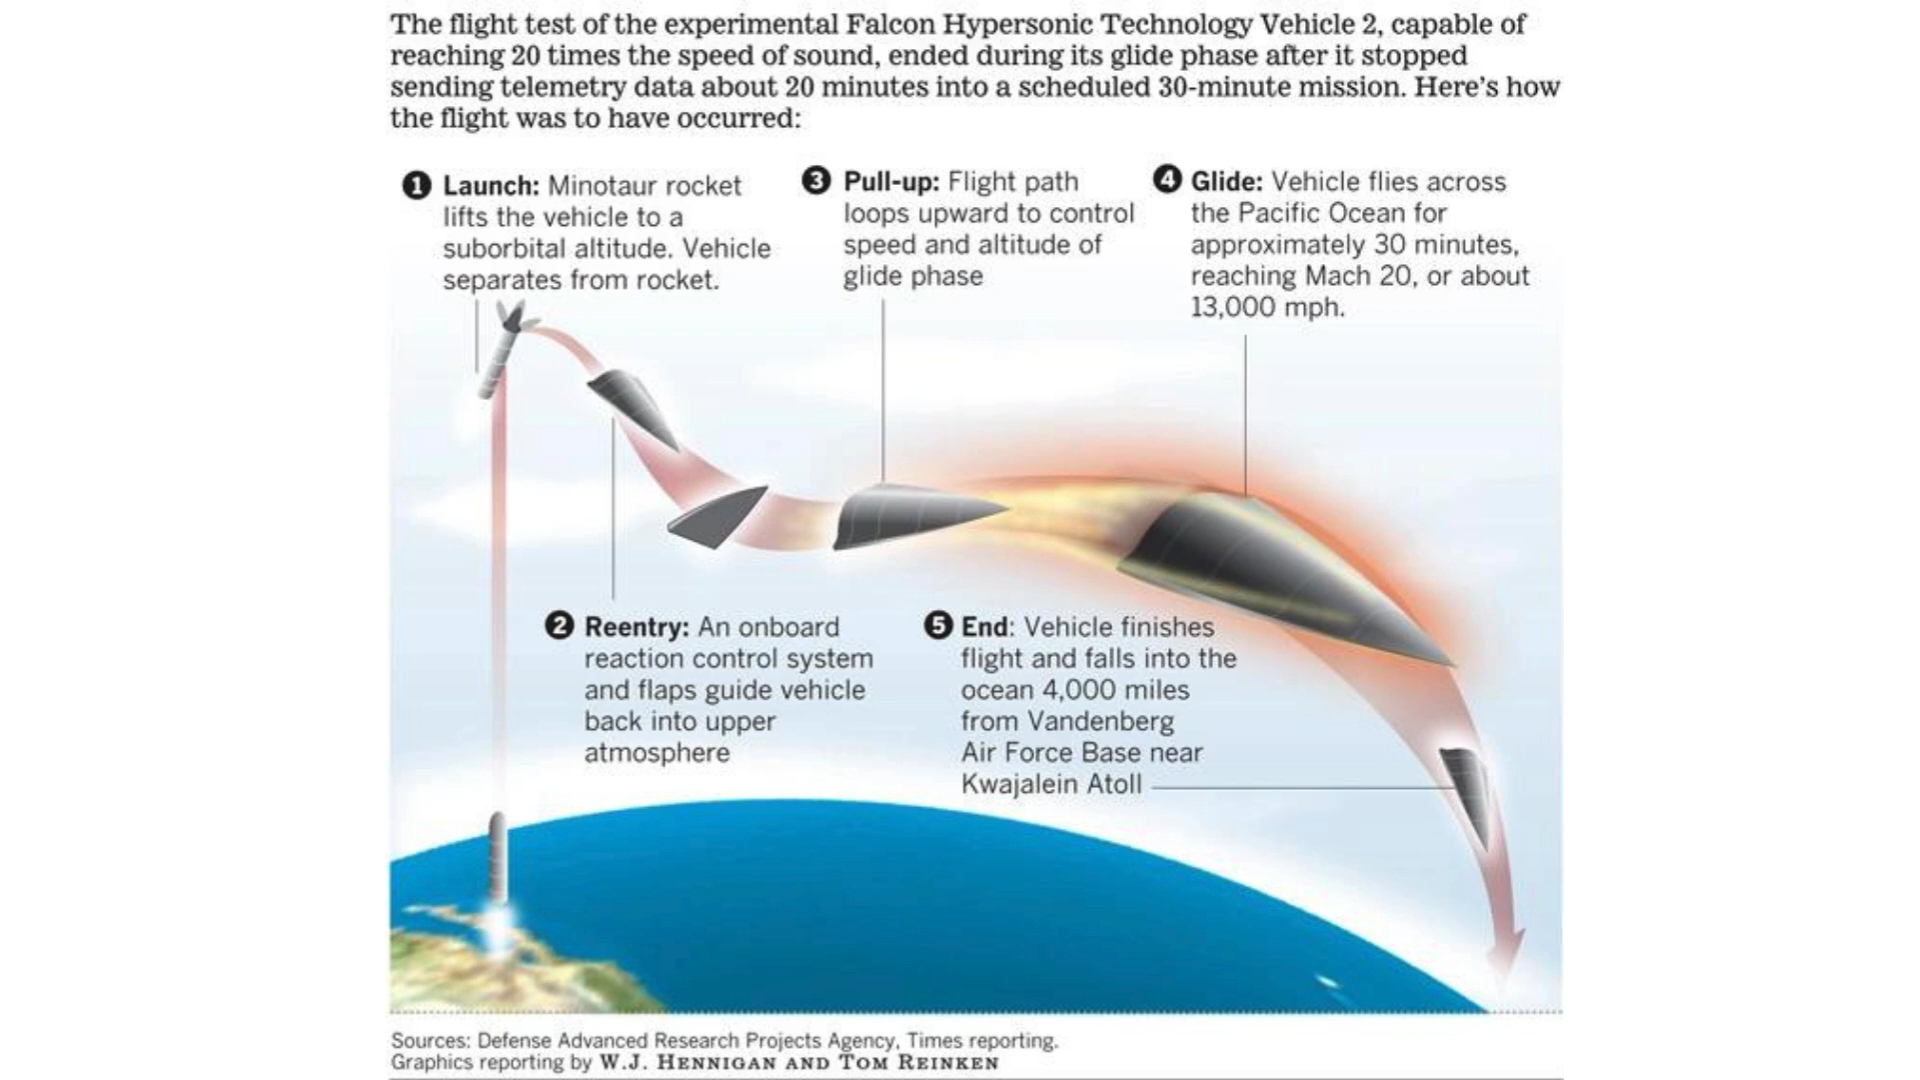 The flight test of the experimental Falcon Hypersonic Technology Vehicle 2, capable of
reaching 20 times the speed of sound, ended during its glide phase after it stopped
sending telemetry data about 20 minutes into a scheduled 30-minute mission. Here's how
the flight was to have occurred:
1 Launch: Minotaur rocket
lifts the vehicle to a
suborbital altitude. Vehicle
separates from rocket.
2 Reentry: An onboard
reaction control system
and flaps guide vehicle
back into upper
atmosphere
3 Pull-up: Flight path
loops upward to control
speed and altitude of
glide phase
4 Glide: Vehicle flies across
the Pacific Ocean for
approximately 30 minutes,
reaching Mach 20, or about
13,000 mph.
5 End: Vehicle finishes
flight and falls into the
ocean 4,000 miles
from Vandenberg
Air Force Base near
Kwajalein Atoll
Sources: Defense Advanced Research Projects Agency, Times reporting.
Graphics reporting by W.J. HENNIGAN AND TOM REINKEN